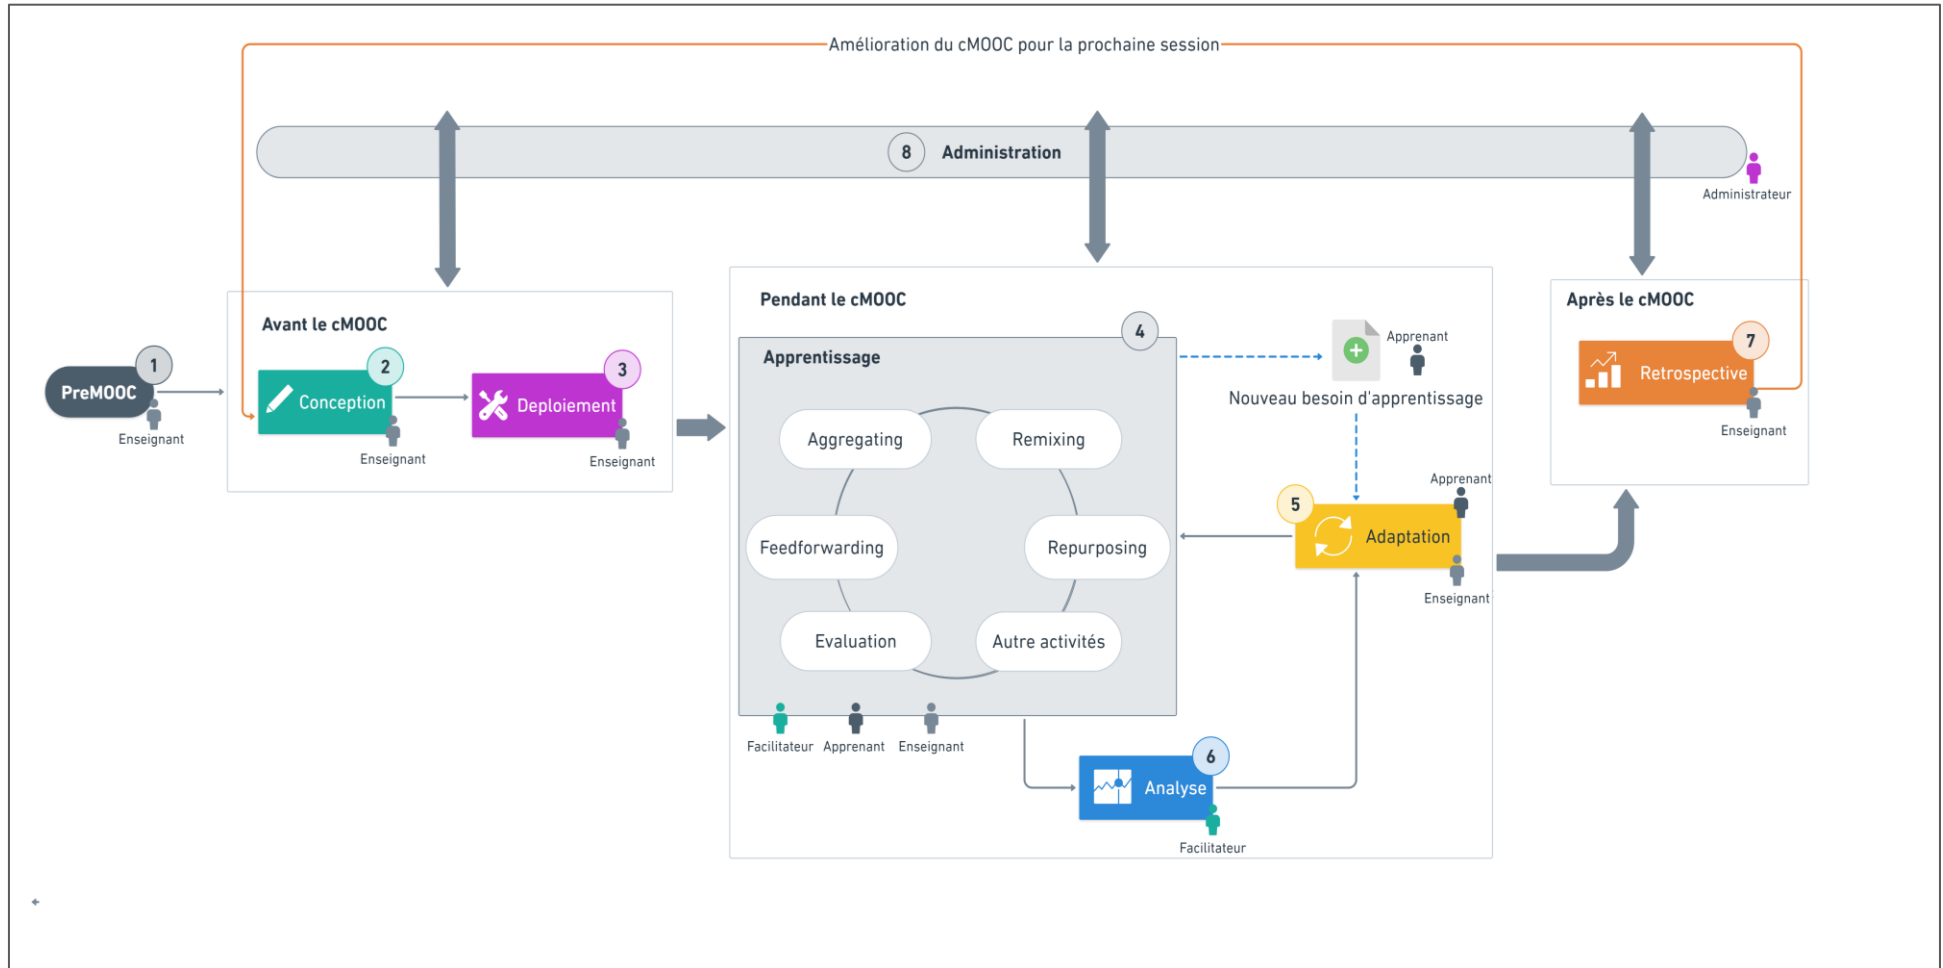 Amélioration du cMOOC pour la prochaine session
8 Administration
Administrateur
Avant le cMOOC
1
PreMOOC
Enseignant
2
Conception
Enseignant
3
Deploiement
Enseignant
Pendant le cMOOC
4
Apprentissage
Aggregating
Remixing
Feedforwarding
Repurposing
Evaluation
Autre activités
Facilitateur
Apprenant
Enseignant
Apprenant
Nouveau besoin d'apprentissage
Apprenant
5
Adaptation
Enseignant
6
Analyse
Facilitateur
Après le cMOOC
7
Retrospective
Enseignant